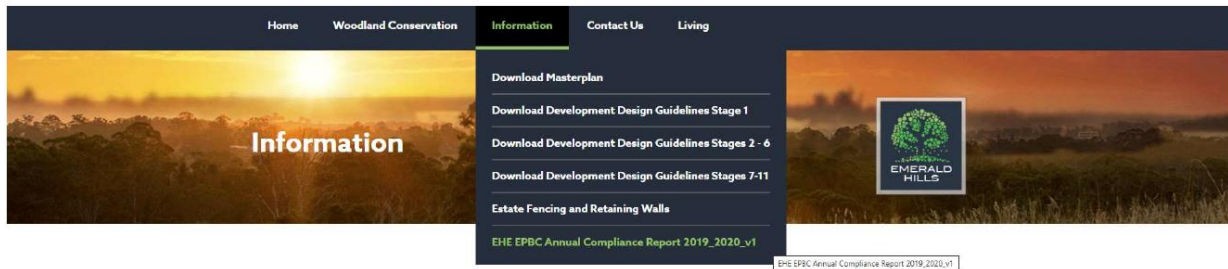 Home Woodland Conservation Information Contact Us Living
Download Masterplan
Download Development Design Guidelines Stage 1
Information
Download Development Design Guidelines Stages 2 - 6
Download Development Design Guidelines Stages 7-11
EMERALD
HILLS
Estate Fencing and Retaining Walls
EHE EPBC Annual Compliance Report 2019_2020_v1
EHE EPBC Annual Compliance Report 2019_2020_v1